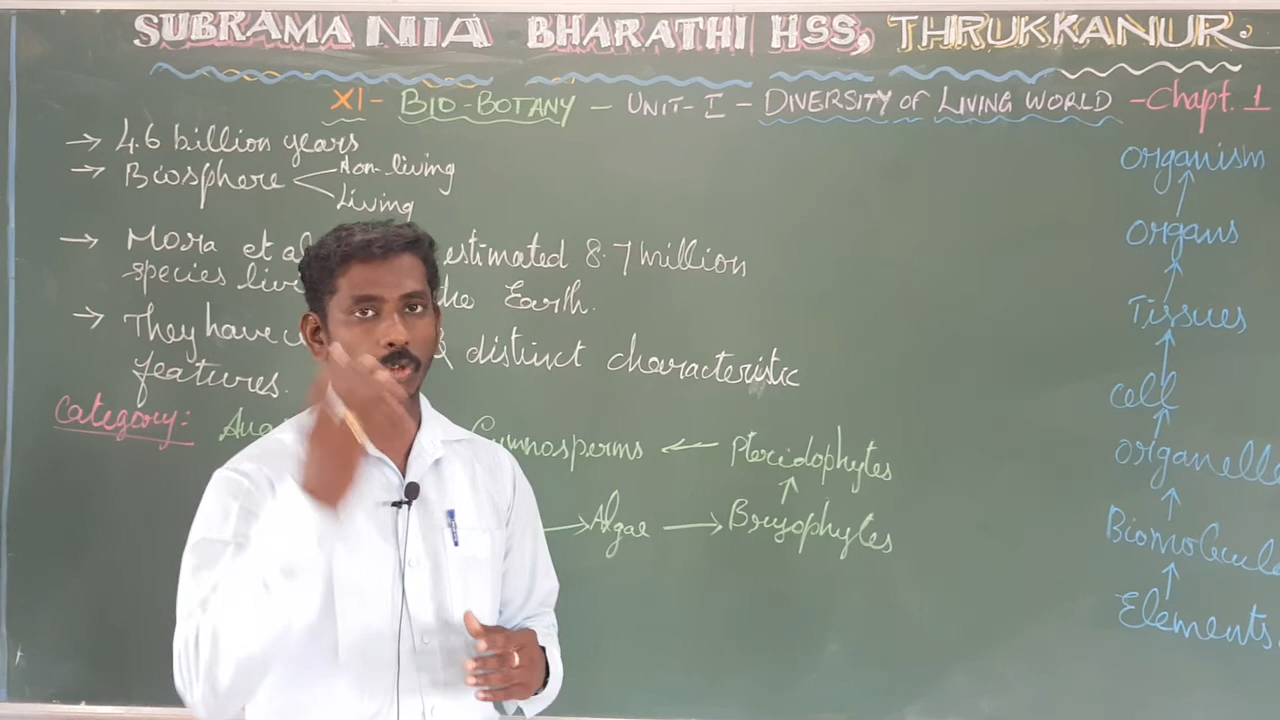 SUBRAMANIA BHARATHI HSS, THRUKKANUR.
XI - BIO-BOTANY - UNIT-I - DIVERSITY OF LIVING WORLD - Chapt. 1
→ 4.6 billion years
→ Biosphere
Non-living
Living
→ Mora et al estimated 8.7 million
species live the Earth.
→ They have & distinct characteristic
features.
Category:
Gymnosperms ← Pteridophytes
↑
→ Algae → Bryophytes
Organism
↑
Organs
↑
Tissues
↑
Cell
↑
Organelle
↑
Biomolecule
↑
Elements.